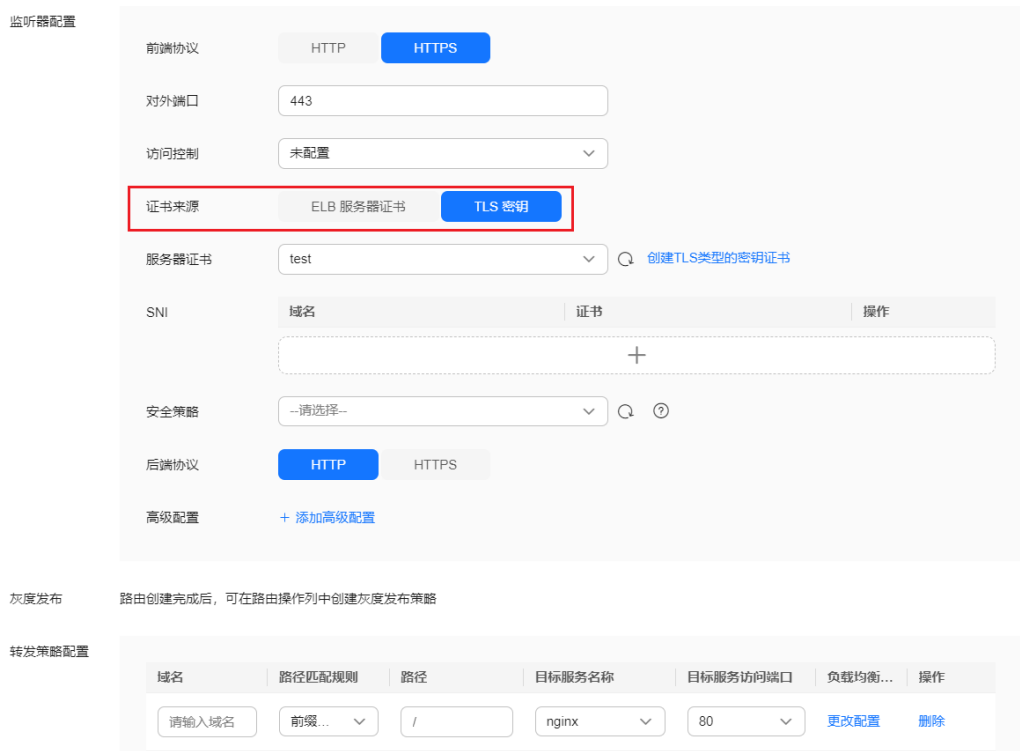 监听器配置
前端协议 HTTP HTTPS
对外端口 443
访问控制 未配置
证书来源 ELB 服务器证书 TLS 密钥
服务器证书 test 创建TLS类型的密钥证书
SNI 域名 证书 操作
安全策略 --请选择--
后端协议 HTTP HTTPS
高级配置 + 添加高级配置
灰度发布 路由创建完成后，可在路由操作列中创建灰度发布策略
转发策略配置
域名 路径匹配规则 路径 目标服务名称 目标服务访问端口 负载均衡... 操作
请输入域名 前缀... / nginx 80 更改配置 删除